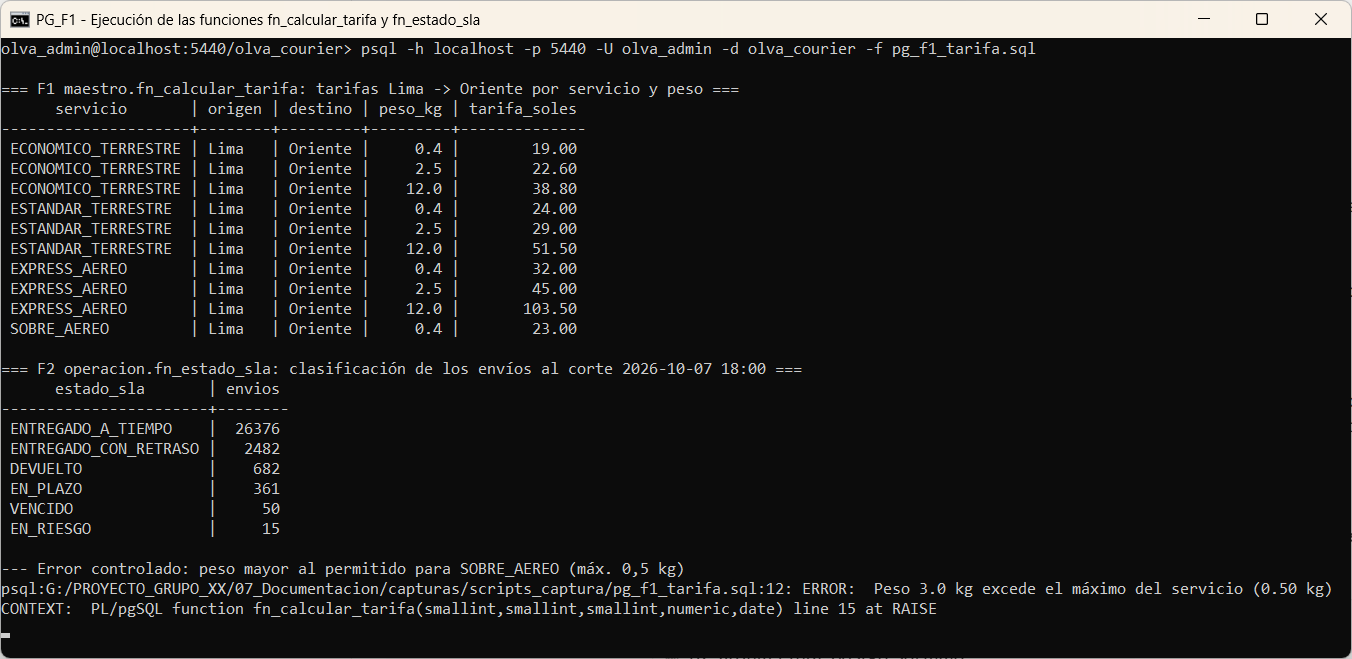 PG_F1 - Ejecución de las funciones fn_calcular_tarifa y fn_estado_sla
olva_admin@localhost:5440/olva_courier> psql -h localhost -p 5440 -U olva_admin -d olva_courier -f pg_f1_tarifa.sql
=== F1 maestro.fn_calcular_tarifa: tarifas Lima -> Oriente por servicio y peso ===
servicio | origen | destino | peso_kg | tarifa_soles
---------------------+--------+---------+---------+--------------
ECONOMICO_TERRESTRE | Lima | Oriente | 0.4 | 19.00
ECONOMICO_TERRESTRE | Lima | Oriente | 2.5 | 22.60
ECONOMICO_TERRESTRE | Lima | Oriente | 12.0 | 38.80
ESTANDAR_TERRESTRE | Lima | Oriente | 0.4 | 24.00
ESTANDAR_TERRESTRE | Lima | Oriente | 2.5 | 29.00
ESTANDAR_TERRESTRE | Lima | Oriente | 12.0 | 51.50
EXPRESS_AEREO | Lima | Oriente | 0.4 | 32.00
EXPRESS_AEREO | Lima | Oriente | 2.5 | 45.00
EXPRESS_AEREO | Lima | Oriente | 12.0 | 103.50
SOBRE_AEREO | Lima | Oriente | 0.4 | 23.00
=== F2 operacion.fn_estado_sla: clasificación de los envíos al corte 2026-10-07 18:00 ===
estado_sla | envios
-----------------------+--------
ENTREGADO_A_TIEMPO | 26376
ENTREGADO_CON_RETRASO | 2482
DEVUELTO | 682
EN_PLAZO | 361
VENCIDO | 50
EN_RIESGO | 15
--- Error controlado: peso mayor al permitido para SOBRE_AEREO (máx. 0,5 kg)
psql:G:/PROYECTO_GRUPO_XX/07_Documentacion/capturas/scripts_captura/pg_f1_tarifa.sql:12: ERROR:  Peso 3.0 kg excede el máximo del servicio (0.50 kg)
CONTEXT:  PL/pgSQL function fn_calcular_tarifa(smallint,smallint,smallint,numeric,date) line 15 at RAISE